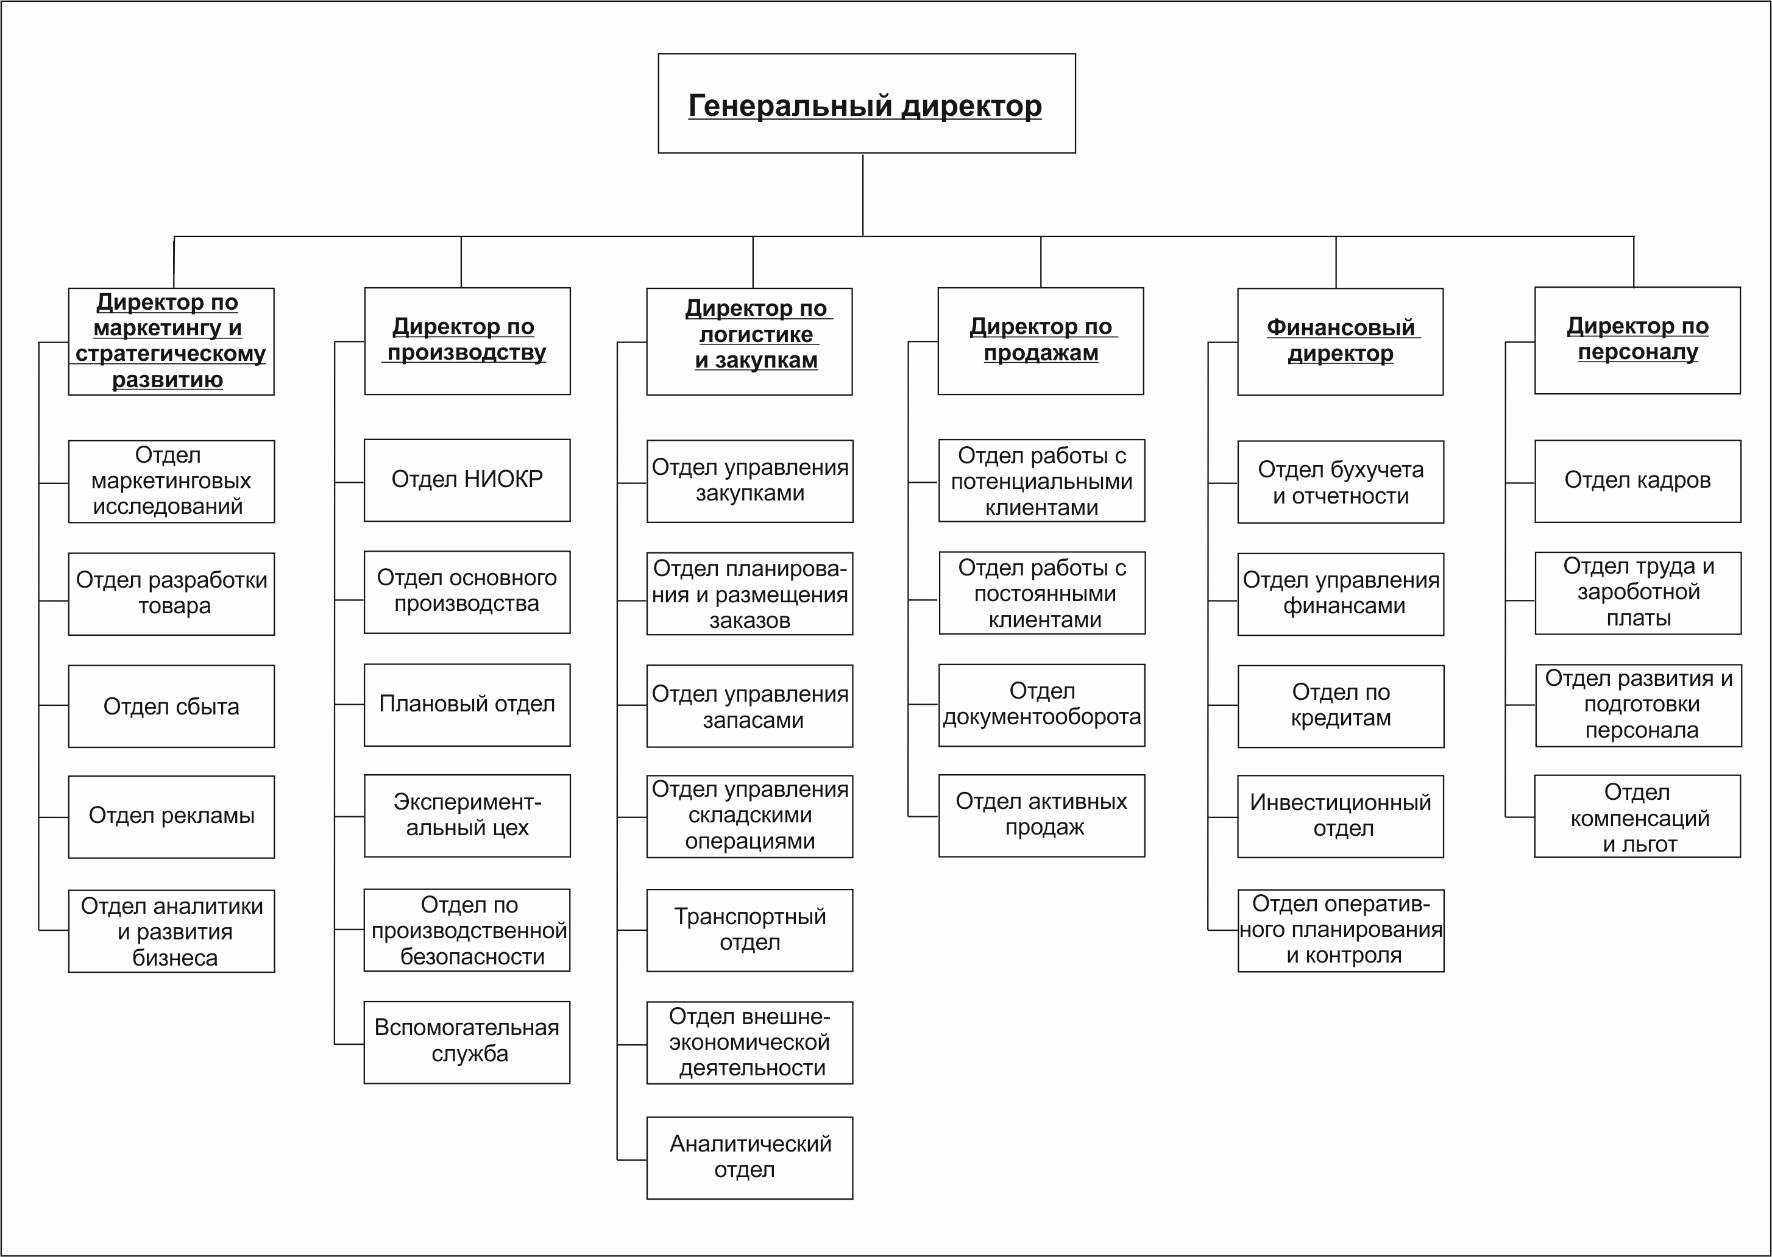 Генеральный директор
Директор по
маркетингу и
стратегическому
развитию
Отдел
маркетинговых
исследований
Отдел разработки
товара
Отдел сбыта
Отдел рекламы
Отдел аналитики
и развития
бизнеса
Директор по
производству
Отдел НИОКР
Отдел основного
производства
Плановый отдел
Эксперимент-
альный цех
Отдел по
производственной
безопасности
Вспомогательная
служба
Директор по
логистике
и закупкам
Отдел управления
закупками
Отдел планирова-
ния и размещения
заказов
Отдел управления
запасами
Отдел управления
складскими
операциями
Транспортный
отдел
Отдел внешне-
экономической
деятельности
Аналитический
отдел
Директор по
продажам
Отдел работы с
потенциальными
клиентами
Отдел работы с
постоянными
клиентами
Отдел
документооборота
Отдел активных
продаж
Финансовый
директор
Отдел бухучета
и отчетности
Отдел управления
финансами
Отдел по
кредитам
Инвестиционный
отдел
Отдел оператив-
ного планирования
и контроля
Директор по
персоналу
Отдел кадров
Отдел труда и
зароботной
платы
Отдел развития и
подготовки
персонала
Отдел
компенсаций
и льгот